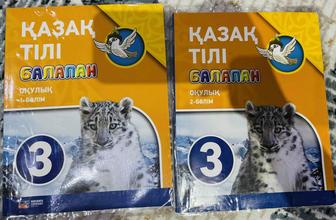 ҚАЗАҚ
ТІЛІ
БАЛАПАН
ОҚУЛЫҚ
1-БӨЛІМ
3
ҚАЗАҚ
ТІЛІ
БАЛАПАН
ОҚУЛЫҚ
2-БӨЛІМ
3